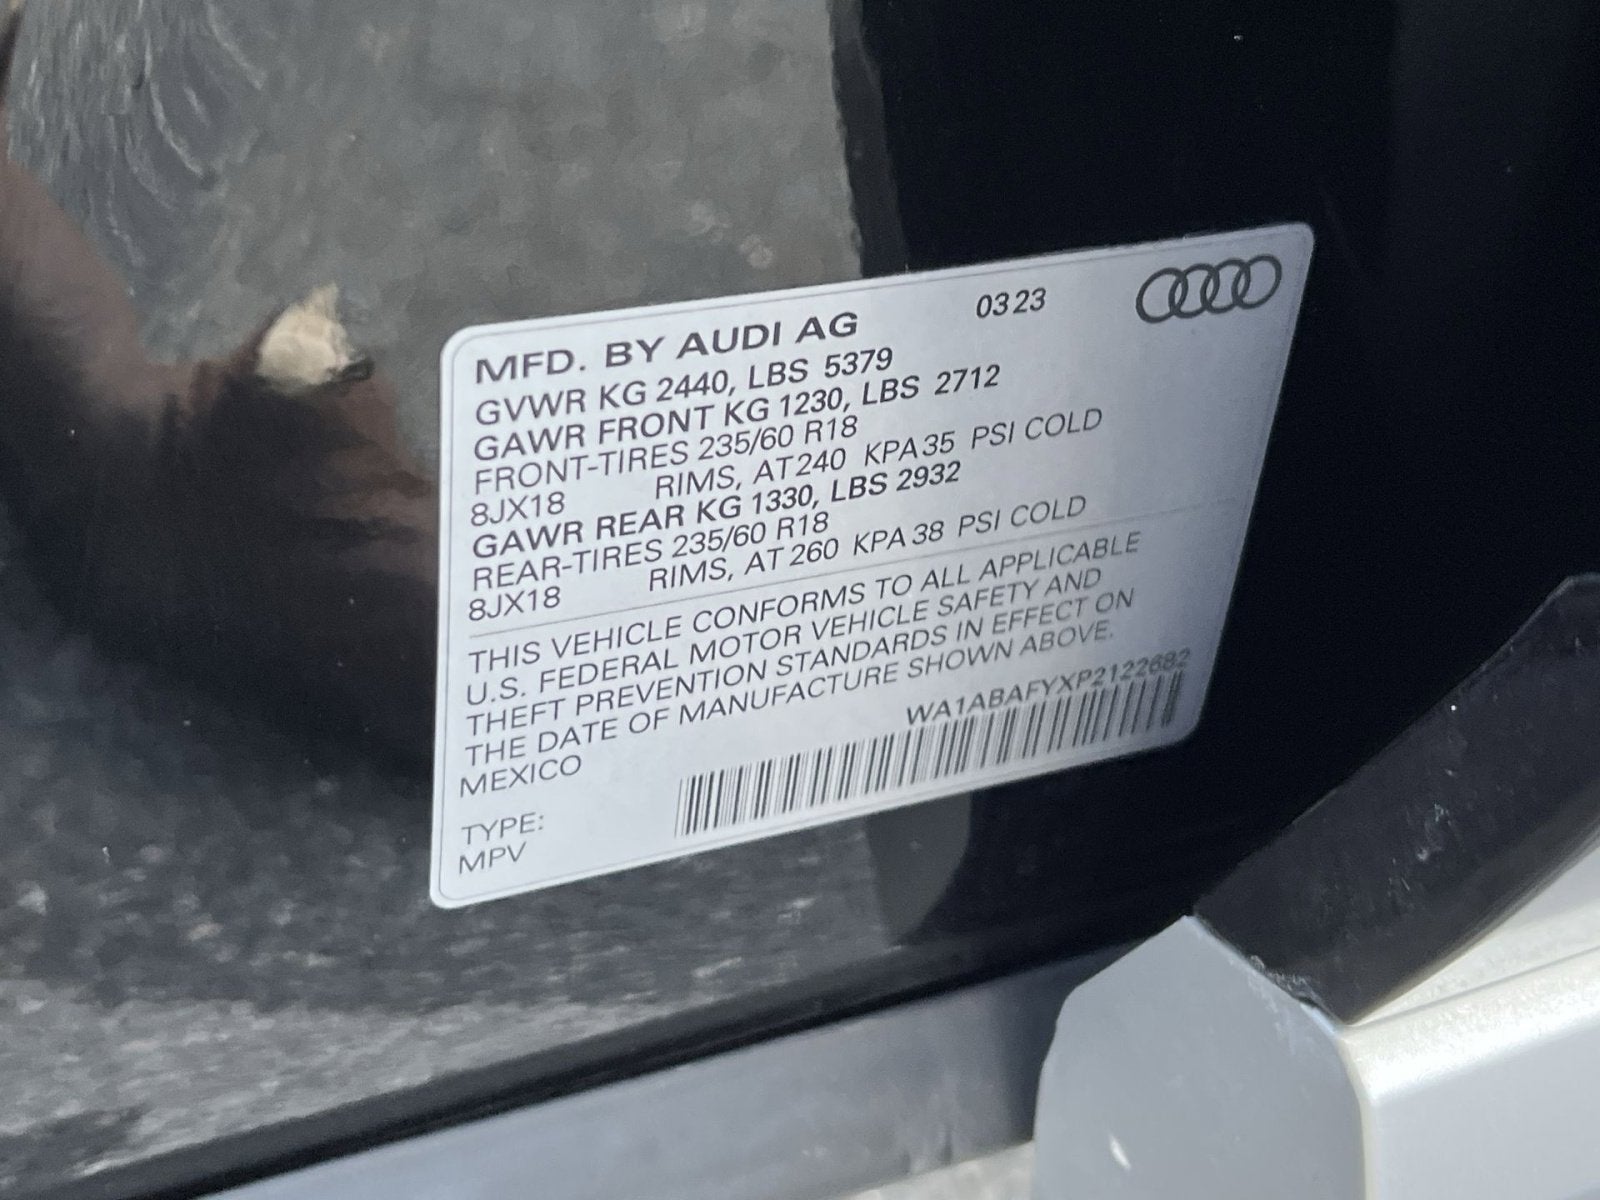 MFD. BY AUDI AG 0323
GVWR KG 2440, LBS 5379
GAWR FRONT KG 1230, LBS 2712
FRONT-TIRES 235/60 R18
8JX18 RIMS, AT 240 KPA 35 PSI COLD
GAWR REAR KG 1330, LBS 2932
REAR-TIRES 235/60 R18
8JX18 RIMS, AT 260 KPA 38 PSI COLD
THIS VEHICLE CONFORMS TO ALL APPLICABLE
U.S. FEDERAL MOTOR VEHICLE SAFETY AND
THEFT PREVENTION STANDARDS IN EFFECT ON
THE DATE OF MANUFACTURE SHOWN ABOVE.
MEXICO WA1ABAFYXP2122682
TYPE:
MPV